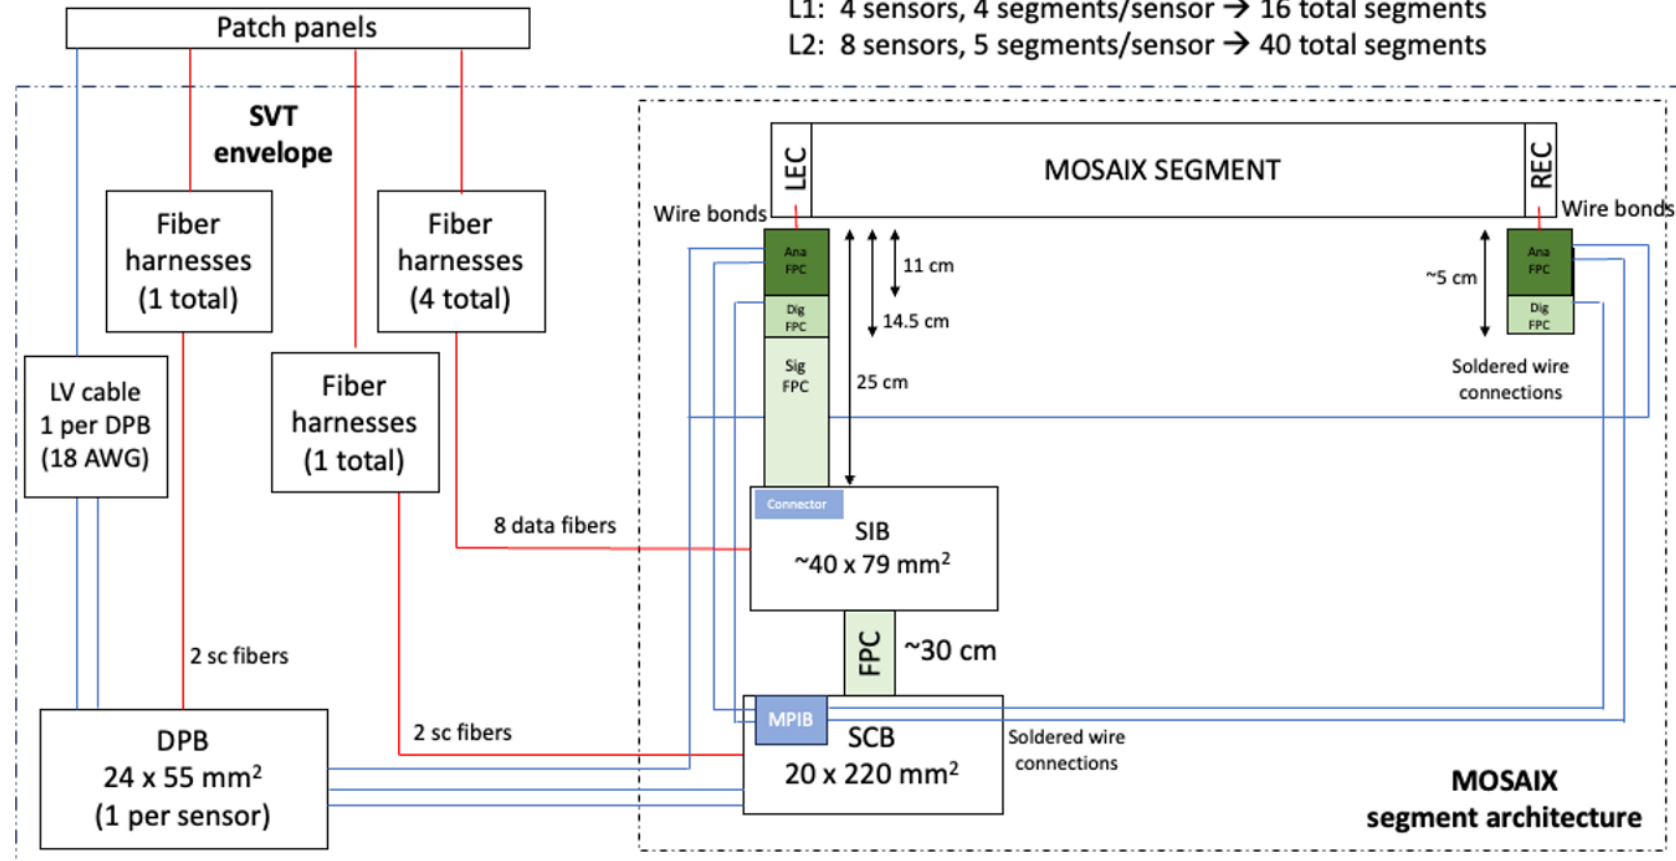 Patch panels
L1: 4 sensors, 4 segments/sensor → 16 total segments
L2: 8 sensors, 5 segments/sensor → 40 total segments
SVT
envelope
Fiber
harnesses
(1 total)
Fiber
harnesses
(4 total)
LV cable
1 per DPB
(18 AWG)
Fiber
harnesses
(1 total)
8 data fibers
2 sc fibers
2 sc fibers
DPB
24 x 55 mm²
(1 per sensor)
LEC
MOSAIX SEGMENT
REC
Wire bonds
Wire bonds
Ana
FPC
Dig
FPC
Sig
FPC
11 cm
14.5 cm
25 cm
~5 cm
Ana
FPC
Dig
FPC
Soldered wire
connections
Connector
SIB
~40 x 79 mm²
FPC
~30 cm
MPIB
SCB
20 x 220 mm²
Soldered wire
connections
MOSAIX
segment architecture